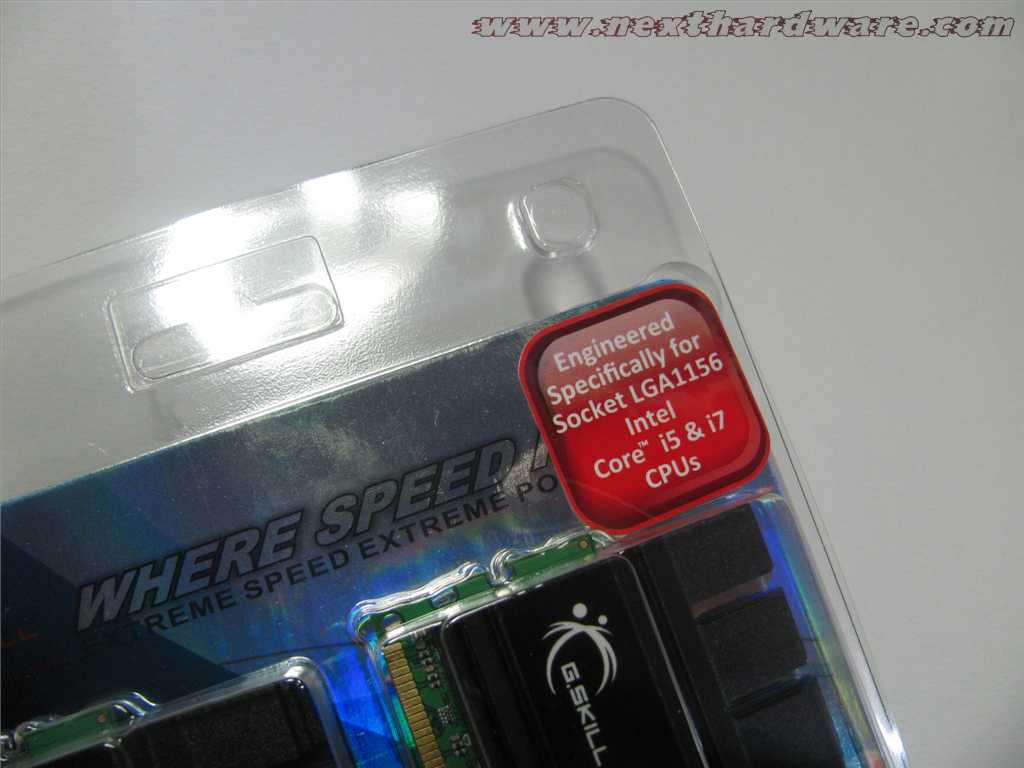 www.nexthardware.com
Engineered
Specifically for
Socket LGA1156
Intel
Core™ i5 & i7
CPUs
WHERE SPEED
EXTREME SPEED EXTREME
G.SKILL